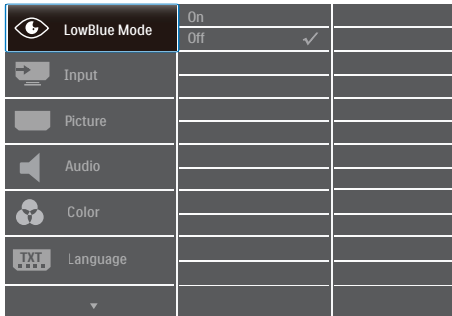 LowBlue Mode
On
Off
Input
Picture
Audio
Color
TXT
Language